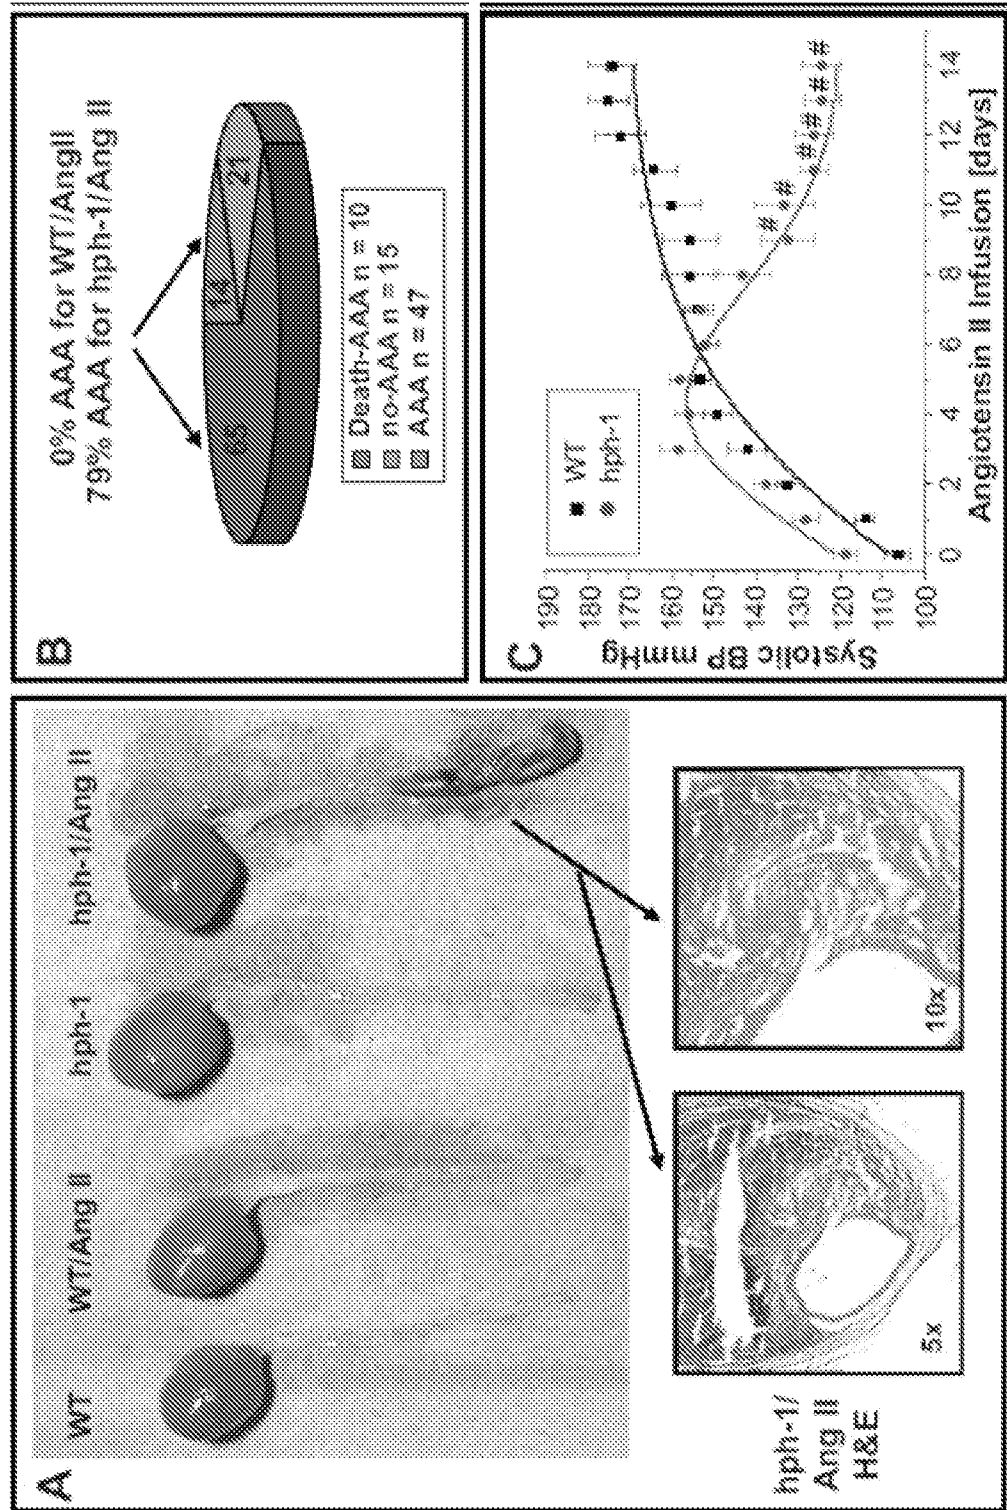 A
WT
WT/Ang II
hph-1
hph-1/Ang II
hph-1/
Ang II
H&E
5x
10x
B
0% AAA for WT/AngII
79% AAA for hph-1/Ang II
14
21
65
Death-AAA n = 10
no-AAA n = 15
AAA n = 47
C
WT
hph-1
Systolic BP mmHg
190
180
170
160
150
140
130
120
110
100
# # # # # #
0 2 4 6 8 10 12 14
Angiotensin II Infusion [days]